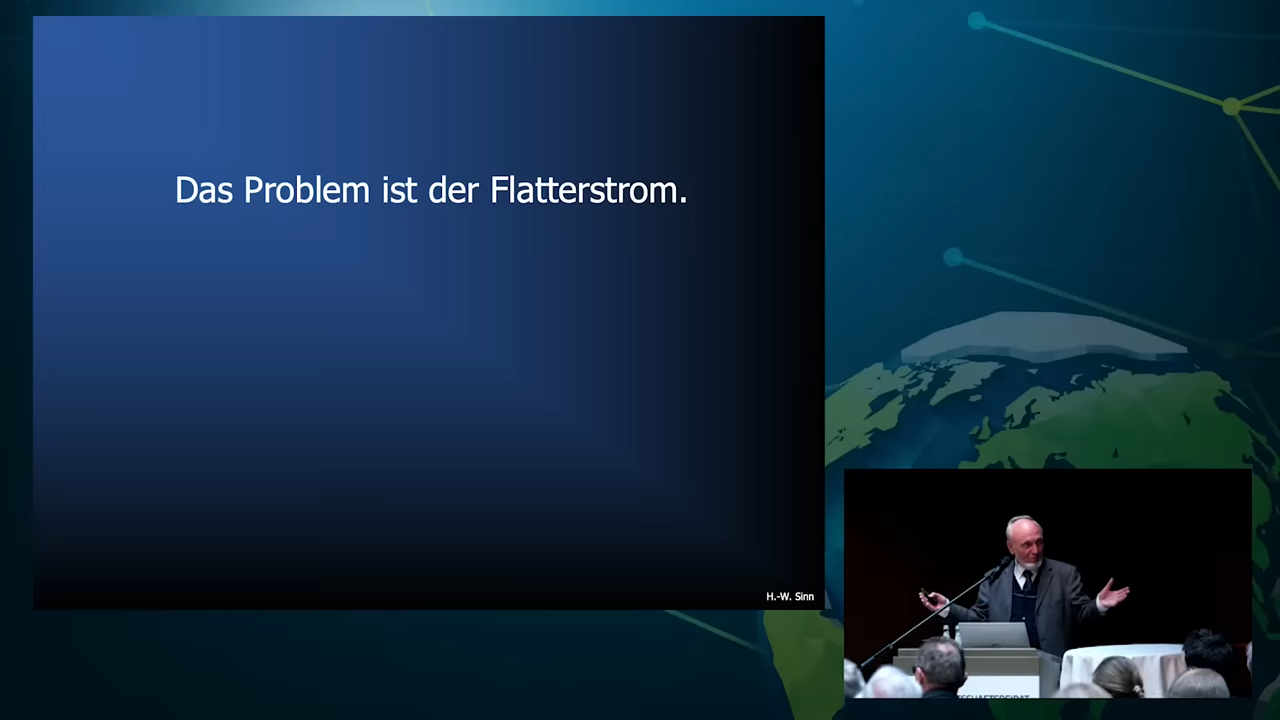 Das Problem ist der Flatterstrom.
H.-W. Sinn